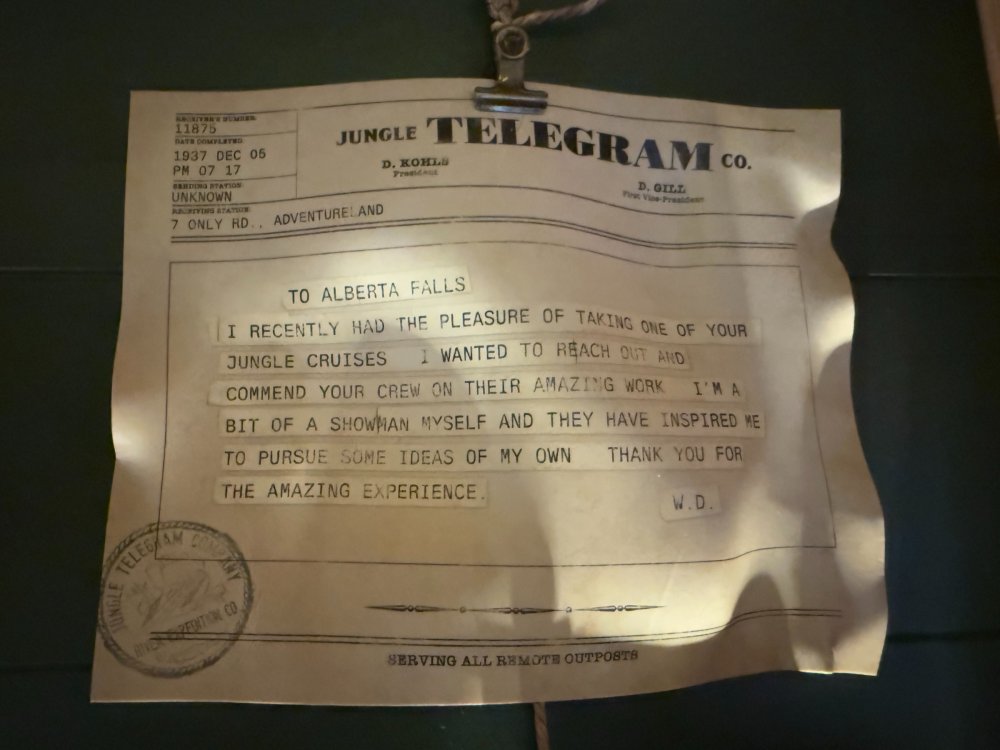 RECEIVER'S NUMBER
11875
DATE COMPLETED
1937 DEC 05
PM 07 17
SENDING STATION
UNKNOWN
RECEIVING STATION
7 ONLY RD., ADVENTURELAND
JUNGLE TELEGRAM CO.
D. KOHLS
President
D. GILL
First Vice-President
TO ALBERTA FALLS
I RECENTLY HAD THE PLEASURE OF TAKING ONE OF YOUR
JUNGLE CRUISES I WANTED TO REACH OUT AND
COMMEND YOUR CREW ON THEIR AMAZING WORK I'M A
BIT OF A SHOWMAN MYSELF AND THEY HAVE INSPIRED ME
TO PURSUE SOME IDEAS OF MY OWN THANK YOU FOR
THE AMAZING EXPERIENCE.
W.D.
JUNGLE TELEGRAM COMPANY
RIVER EXPEDITION CO
SERVING ALL REMOTE OUTPOSTS